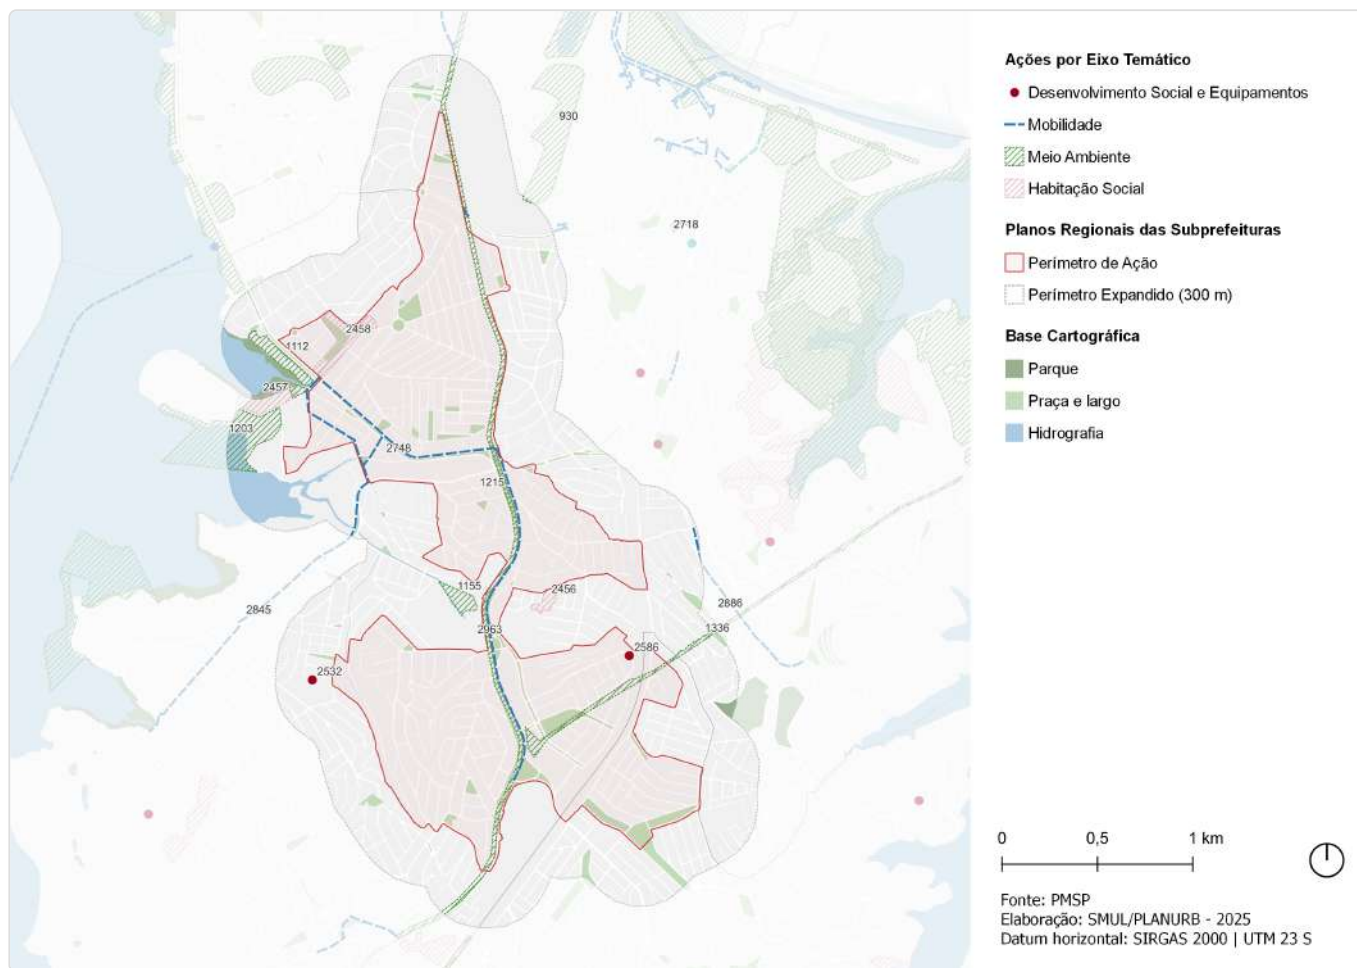 930
2718
2458
1112
2457
1203
2748
1215
1155
2456
2845
2886
2963
1336
2586
2532
Ações por Eixo Temático
Desenvolvimento Social e Equipamentos
Mobilidade
Meio Ambiente
Habitação Social
Planos Regionais das Subprefeituras
Perímetro de Ação
Perímetro Expandido (300 m)
Base Cartográfica
Parque
Praça e largo
Hidrografia
0 0,5 1 km
Fonte: PMSP
Elaboração: SMUL/PLANURB - 2025
Datum horizontal: SIRGAS 2000 | UTM 23 S